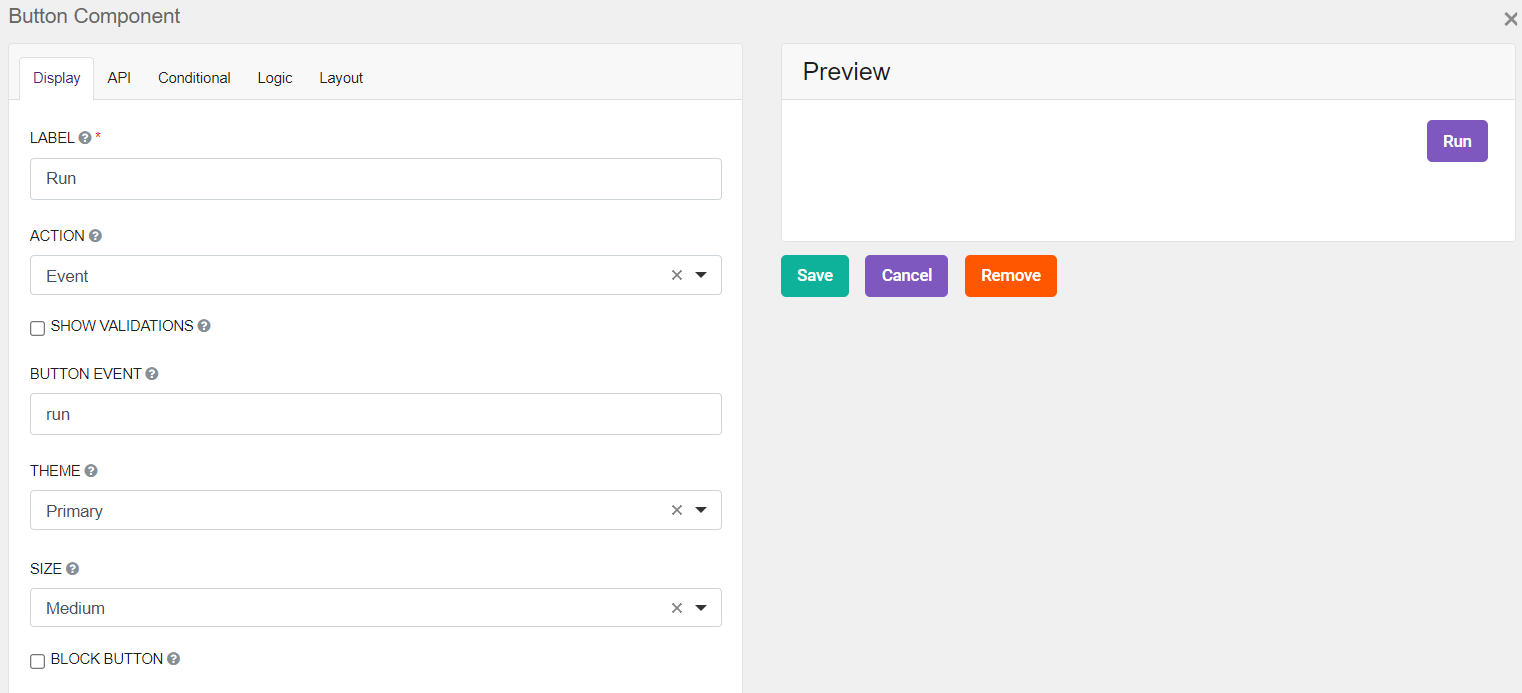 Button Component
Display API Conditional Logic Layout
LABEL *
Run
ACTION
Event
SHOW VALIDATIONS
BUTTON EVENT
run
THEME
Primary
SIZE
Medium
BLOCK BUTTON
Preview
Run
Save Cancel Remove